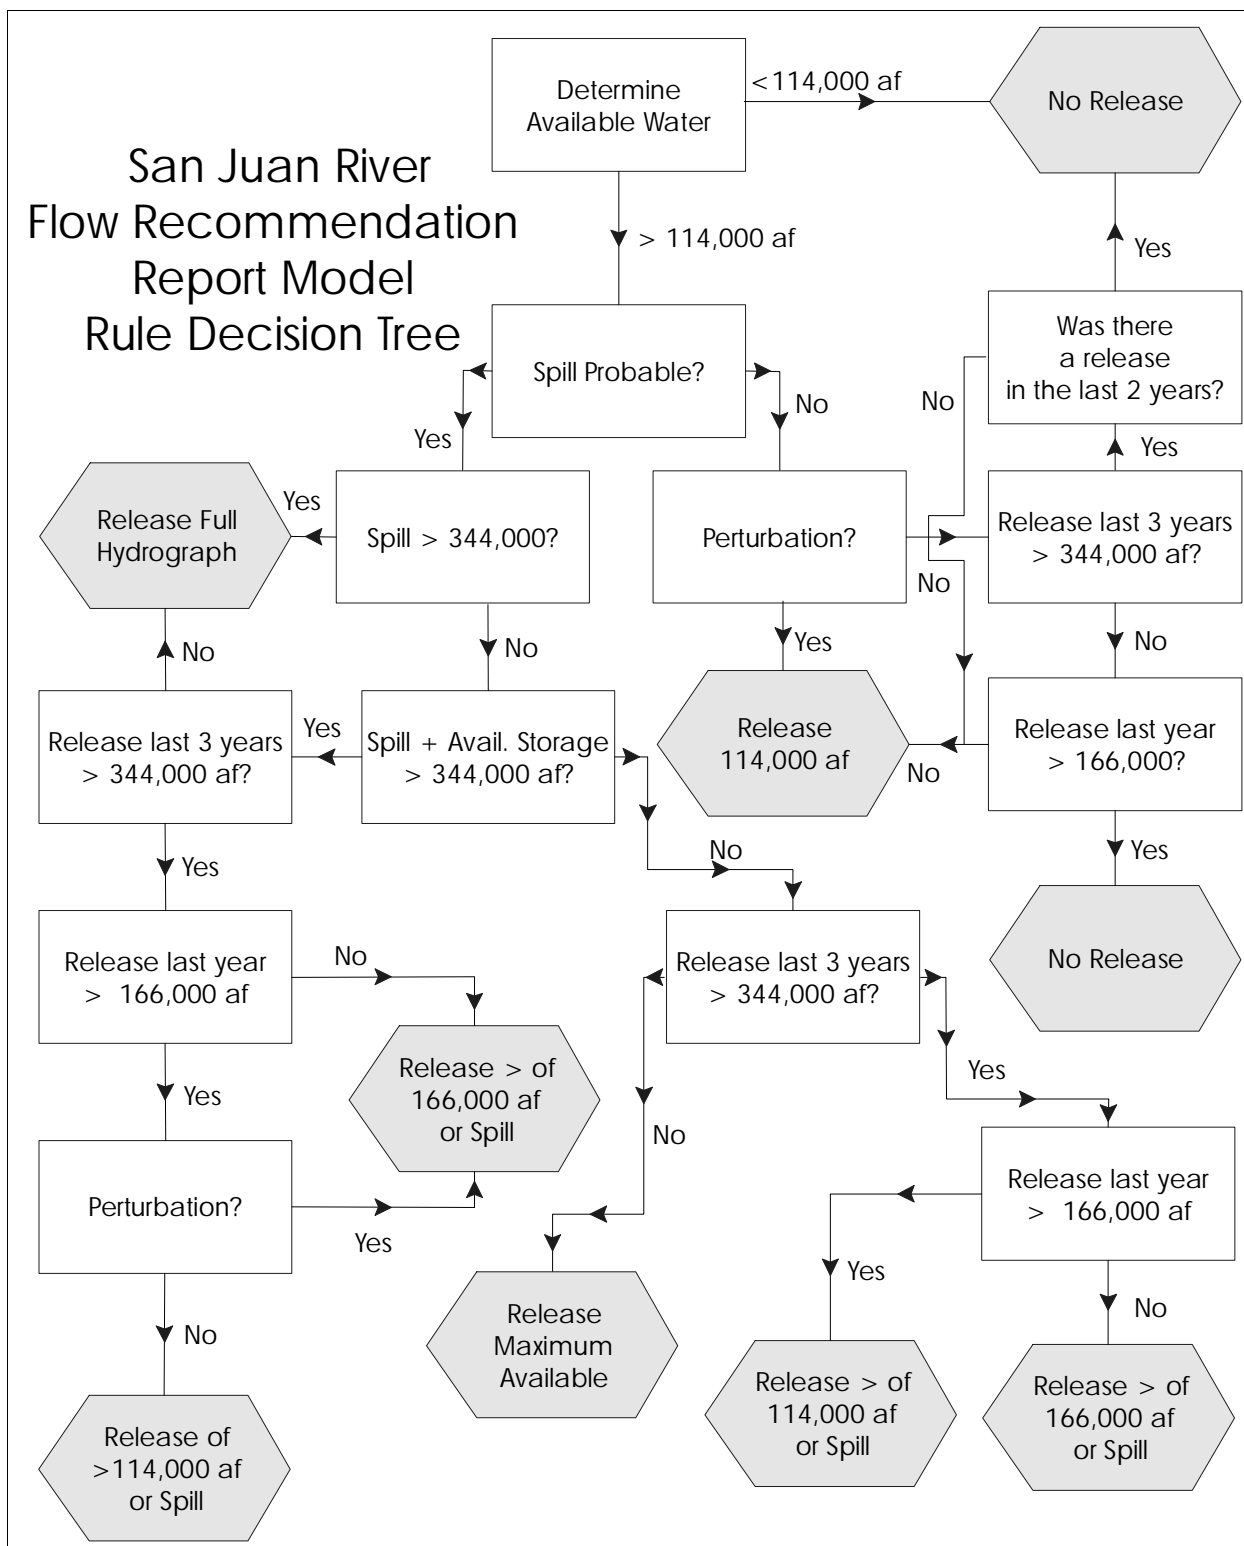 San Juan River
Flow Recommendation
Report Model
Rule Decision Tree
Determine
Available Water
<114,000 af
No Release
> 114,000 af
Yes
Was there
a release
in the last 2 years?
Spill Probable?
No
No
Yes
Yes
Release Full
Hydrograph
Yes
Spill > 344,000?
Perturbation?
Release last 3 years
> 344,000 af?
No
No
No
Yes
No
Release last 3 years
> 344,000 af?
Yes
Spill + Avail. Storage
> 344,000 af?
Release
114,000 af
No
Release last year
> 166,000?
Yes
No
Yes
Release last year
> 166,000 af
No
Release last 3 years
> 344,000 af?
No Release
Yes
Release > of
166,000 af
or Spill
Yes
No
Perturbation?
Yes
Release last year
> 166,000 af
Yes
No
No
Release
Maximum
Available
Release of
>114,000 af
or Spill
Release > of
114,000 af
or Spill
Release > of
166,000 af
or Spill